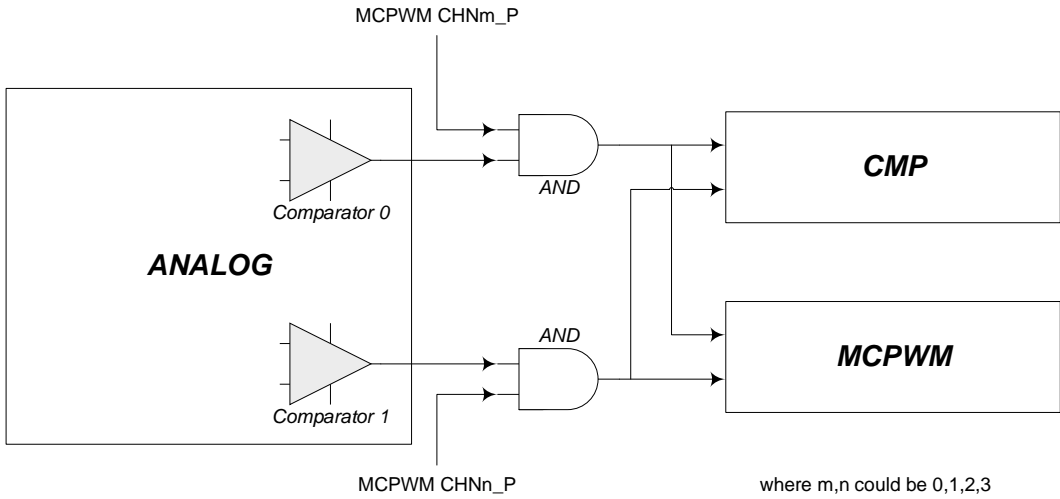 MCPWM CHNm_P
AND
CMP
Comparator 0
ANALOG
AND
MCPWM
Comparator 1
MCPWM CHNn_P
where m,n could be 0,1,2,3